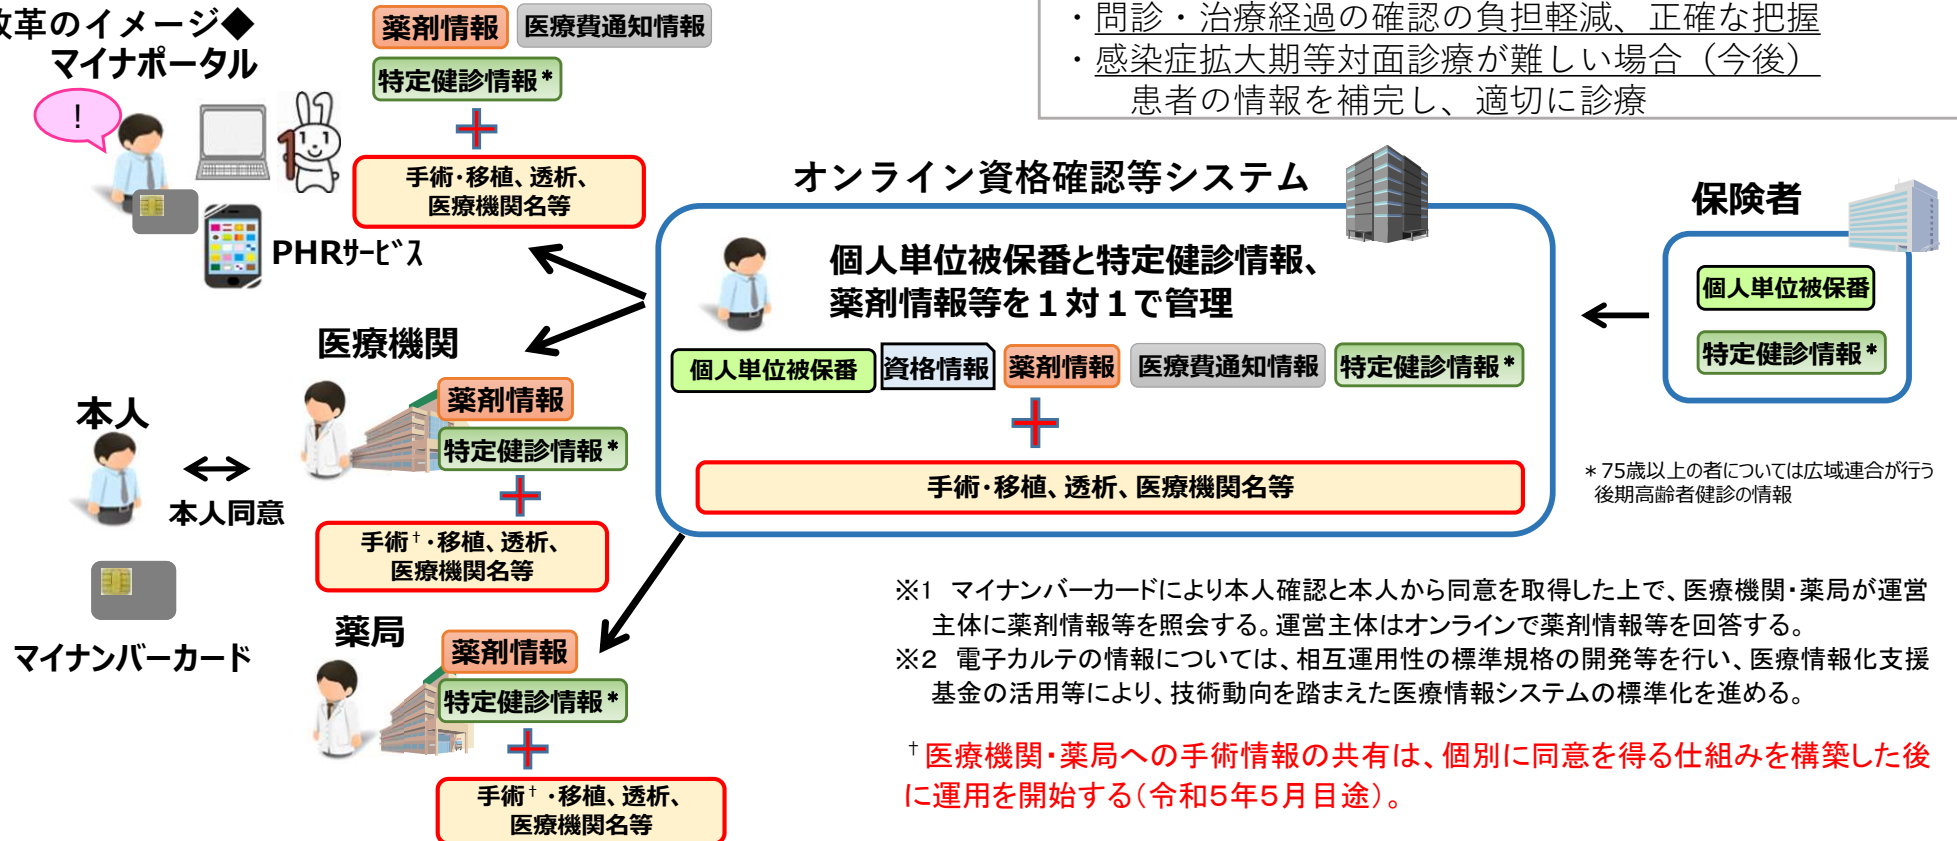 改革のイメージ◆
マイナポータル
!
薬剤情報
医療費通知情報
特定健診情報*
手術・移植、透析、
医療機関名等
PHRサービス
・問診・治療経過の確認の負担軽減、正確な把握
・感染症拡大期等対面診療が難しい場合（今後）
患者の情報を補完し、適切に診療
オンライン資格確認等システム
個人単位被保番と特定健診情報、
薬剤情報等を１対１で管理
個人単位被保番
資格情報
薬剤情報
医療費通知情報
特定健診情報*
手術・移植、透析、医療機関名等
保険者
個人単位被保番
特定健診情報*
＊75歳以上の者については広域連合が行う
後期高齢者健診の情報
医療機関
薬剤情報
特定健診情報*
手術†・移植、透析、
医療機関名等
本人
本人同意
マイナンバーカード
薬局
薬剤情報
特定健診情報*
手術†・移植、透析、
医療機関名等
※1　マイナンバーカードにより本人確認と本人から同意を取得した上で、医療機関・薬局が運営
主体に薬剤情報等を照会する。運営主体はオンラインで薬剤情報等を回答する。
※2　電子カルテの情報については、相互運用性の標準規格の開発等を行い、医療情報化支援
基金の活用等により、技術動向を踏まえた医療情報システムの標準化を進める。
†医療機関・薬局への手術情報の共有は、個別に同意を得る仕組みを構築した後
に運用を開始する（令和５年５月目途）。